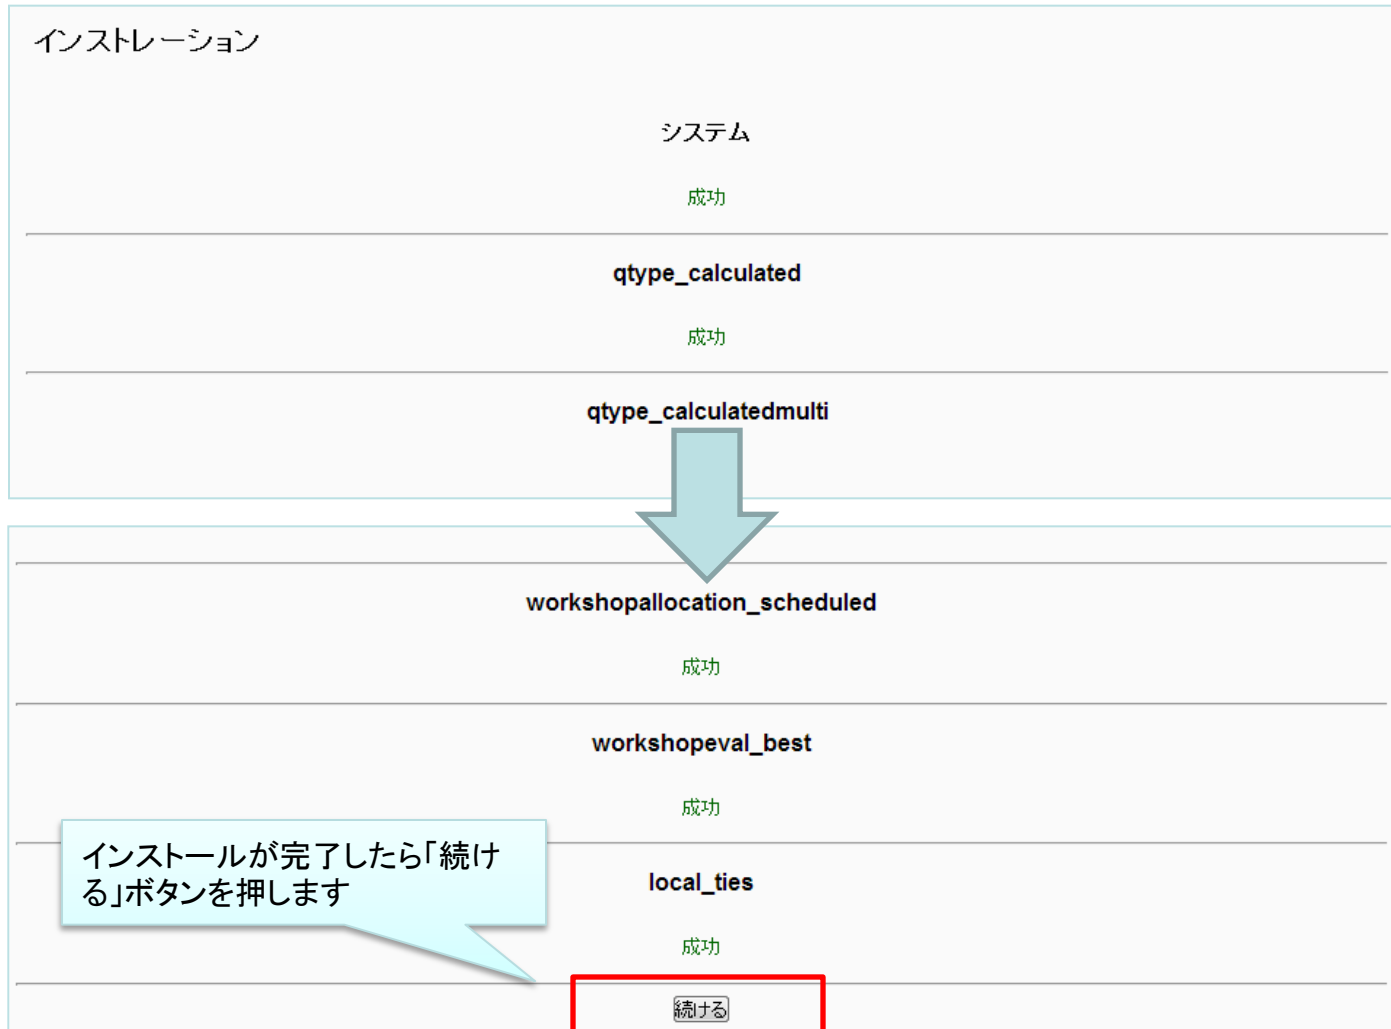 インストレーション
システム
成功
qtype_calculated
成功
qtype_calculatedmulti
workshopallocation_scheduled
成功
workshopeval_best
成功
インストールが完了したら「続け
る」ボタンを押します
local_ties
成功
続ける